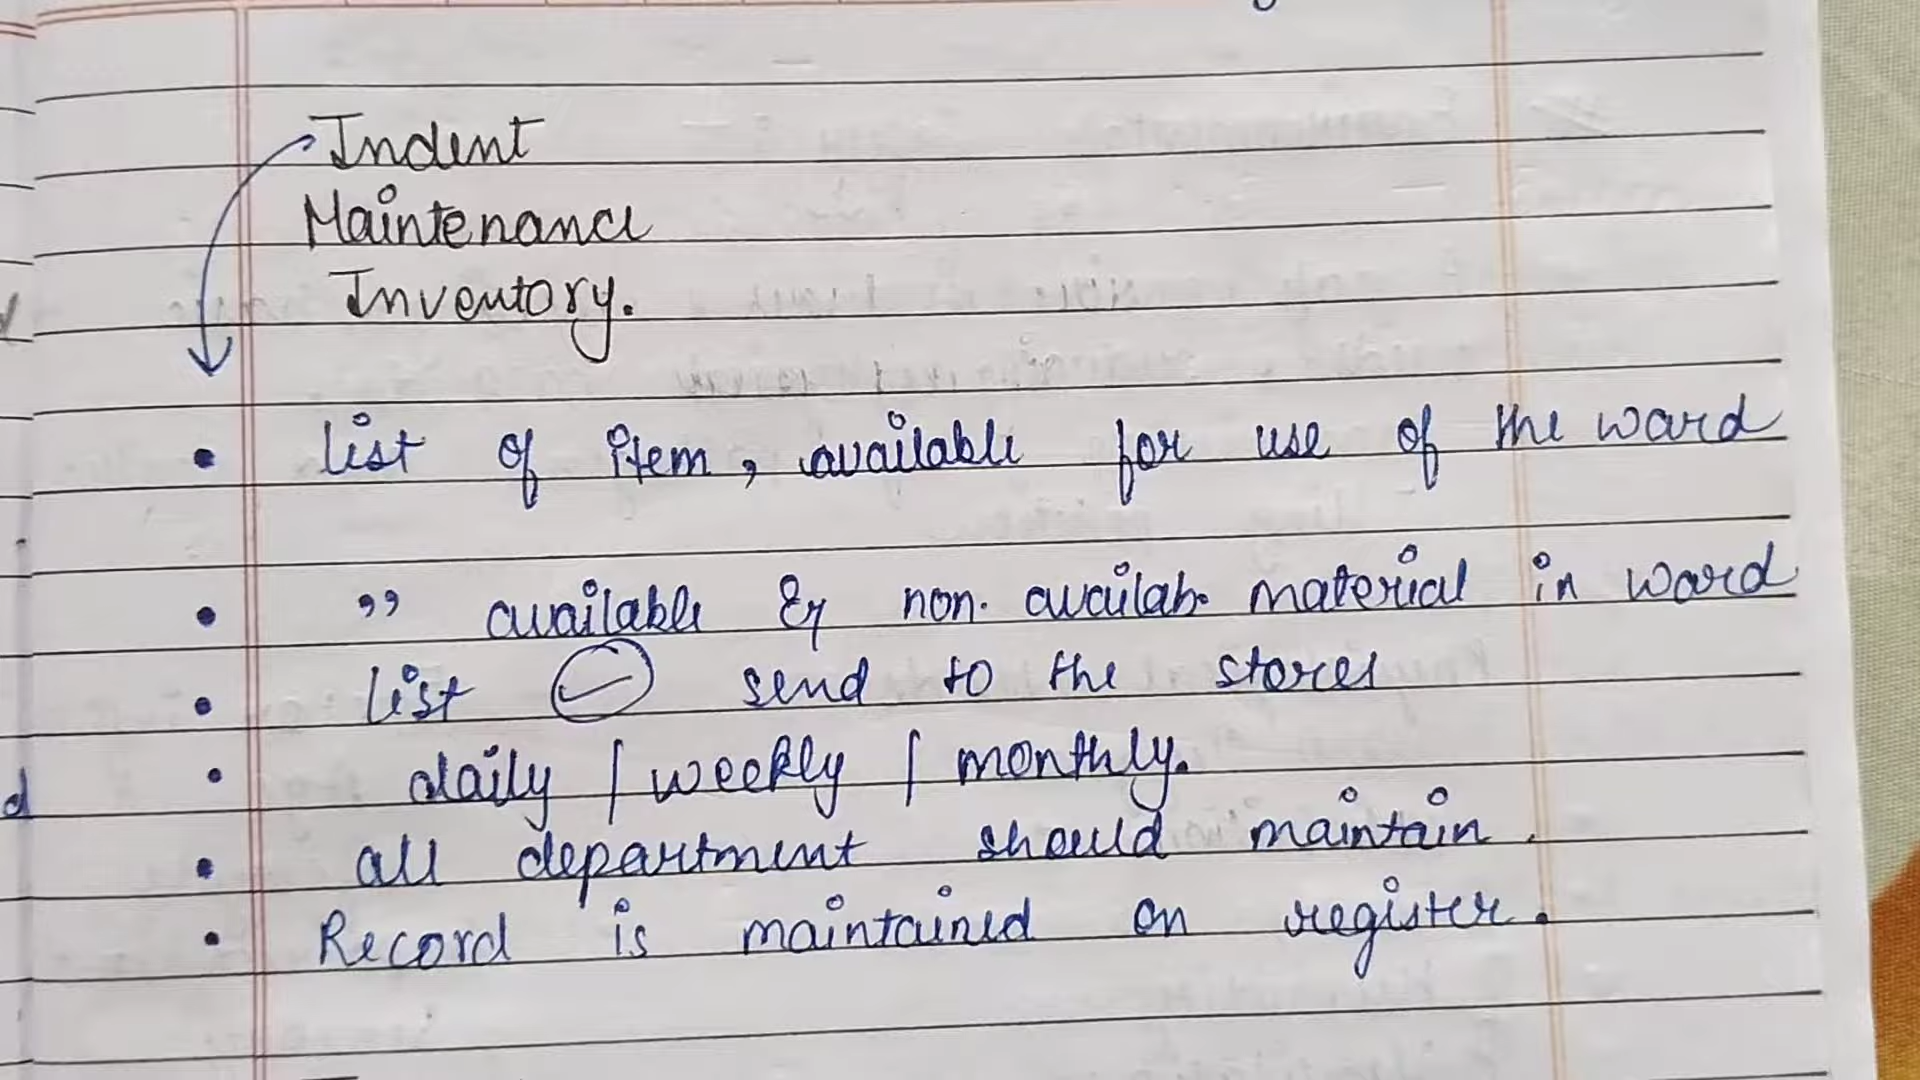 Indent
Maintenance
Inventory.
• list of item, available for use of the ward
• ,, available & non. availab. material in ward
• list send to the stores
• daily / weekly / monthly.
• all department should maintain.
• Record is maintained on register.
d